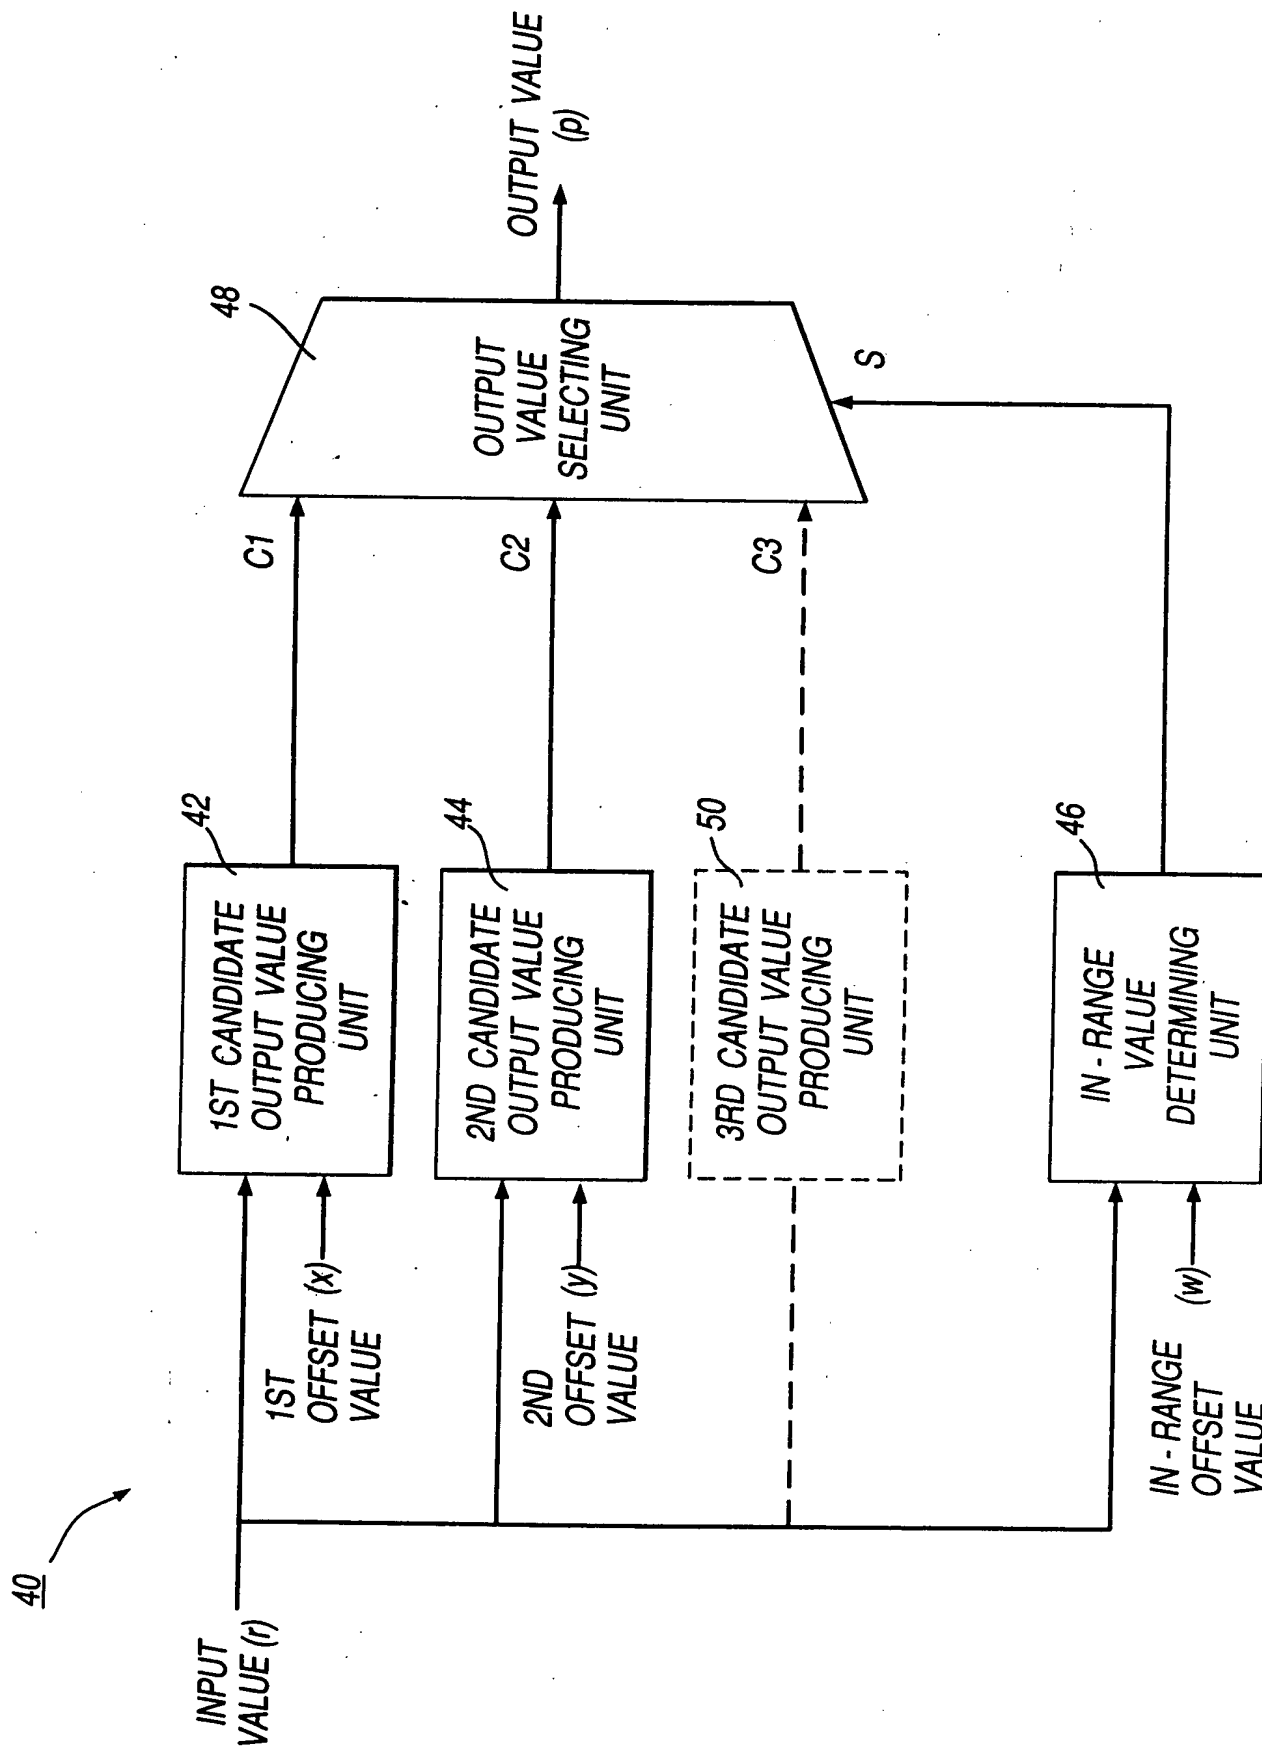 40
INPUT
VALUE (r)
1ST
OFFSET (x)
VALUE
42
1ST CANDIDATE
OUTPUT VALUE
PRODUCING
UNIT
C1
2ND
OFFSET (y)
VALUE
44
2ND CANDIDATE
OUTPUT VALUE
PRODUCING
UNIT
C2
50
3RD CANDIDATE
OUTPUT VALUE
PRODUCING
UNIT
C3
IN - RANGE
OFFSET (w)
VALUE
46
IN - RANGE
VALUE
DETERMINING
UNIT
S
48
OUTPUT
VALUE
SELECTING
UNIT
OUTPUT VALUE
(p)